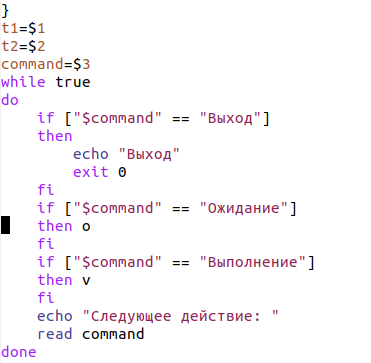 }
t1=$1
t2=$2
command=$3
while true
do
    if ["$command" == "Выход"]
    then
        echo "Выход"
        exit 0
    fi
    if ["$command" == "Ожидание"]
    then o
    fi
    if ["$command" == "Выполнение"]
    then v
    fi
    echo "Следующее действие: "
    read command
done